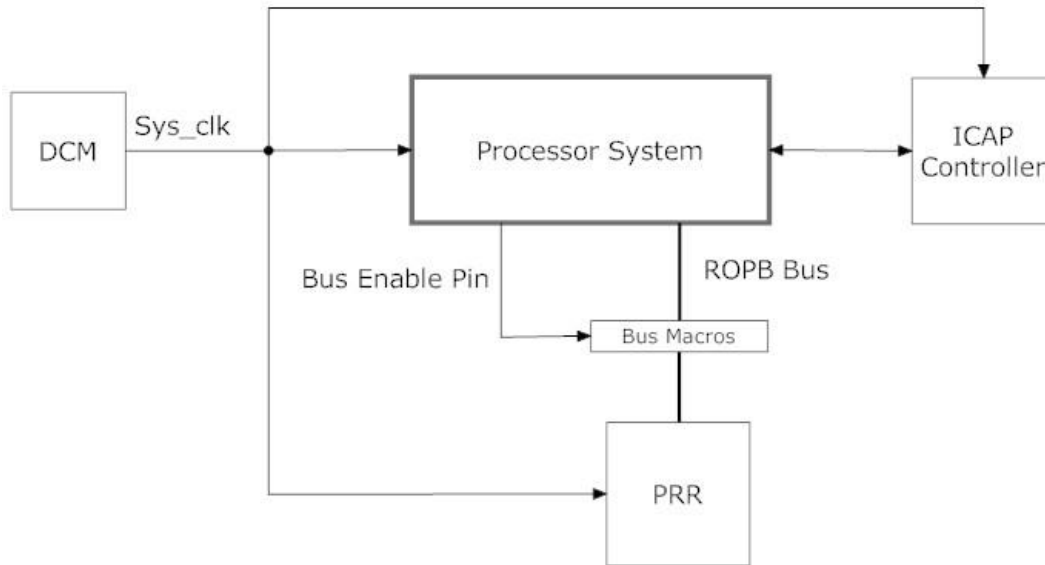 Sys_clk
DCM
Processor System
ICAP
Controller
Bus Enable Pin
ROPB Bus
Bus Macros
PRR